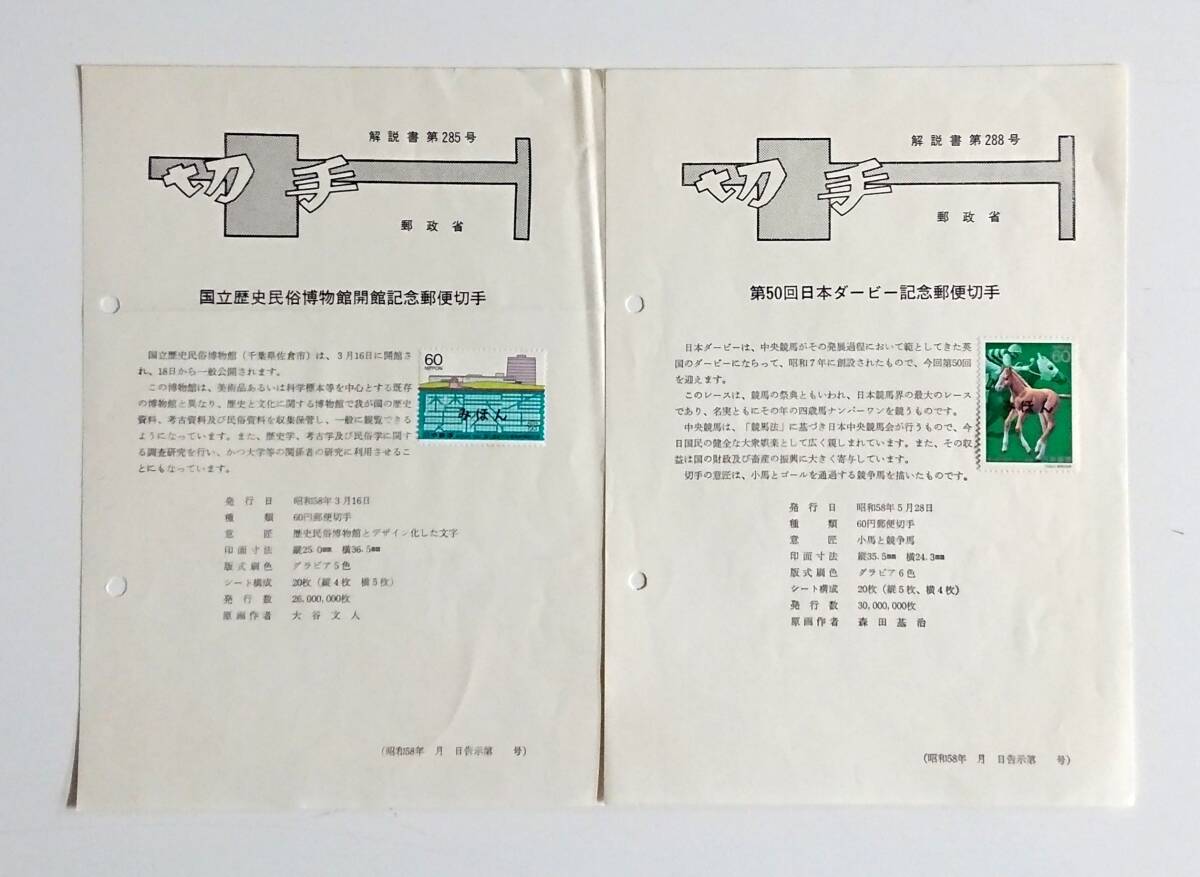 解説書第285号
切手
郵政省
国立歴史民俗博物館開館記念郵便切手
国立歴史民俗博物館（千葉県佐倉市）は、3月16日に開館さ
れ、18日から一般公開されます。
この博物館は、美術品あるいは科学標本等を中心とする既存
の博物館と異なり、歴史と文化に関する博物館で我が国の歴史
資料、考古資料及び民俗資料を収集保管し、一般に観覧できる
ようになっています。また、歴史学、考古学及び民俗学に関す
る調査研究を行い、かつ大学等の関係者の研究に利用させるこ
とにもなっています。
60
NIPPON
みほん
発行日 昭和58年3月16日
種類 60円郵便切手
意匠 歴史民俗博物館とデザイン化した文字
印面寸法 縦25.0㎜ 横36.5㎜
版式刷色 グラビア5色
シート構成 20枚（縦4枚 横5枚）
発行数 26,000,000枚
原画作者 大谷文人
（昭和58年 月 日告示第 号）
解説書第288号
切手
郵政省
第50回日本ダービー記念郵便切手
日本ダービーは、中央競馬がその発展過程において範としてきた英
国のダービーにならって、昭和7年に創設されたもので、今回第50回
を迎えます。
このレースは、競馬の祭典ともいわれ、日本競馬界の最大のレース
であり、名実ともにその年の四歳馬ナンバーワンを競うものです。
中央競馬は、「競馬法」に基づき日本中央競馬会が行うもので、今
日国民の健全な大衆娯楽として広く親しまれています。また、その収
益は国の財政及び畜産の振興に大きく寄与しています。
切手の意匠は、小馬とゴールを通過する競争馬を描いたものです。
60
みほん
発行日 昭和58年5月28日
種類 60円郵便切手
意匠 小馬と競争馬
印面寸法 縦35.5㎜ 横24.3㎜
版式刷色 グラビア6色
シート構成 20枚（縦5枚、横4枚）
発行数 30,000,000枚
原画作者 森田基治
（昭和58年 月 日告示第 号）